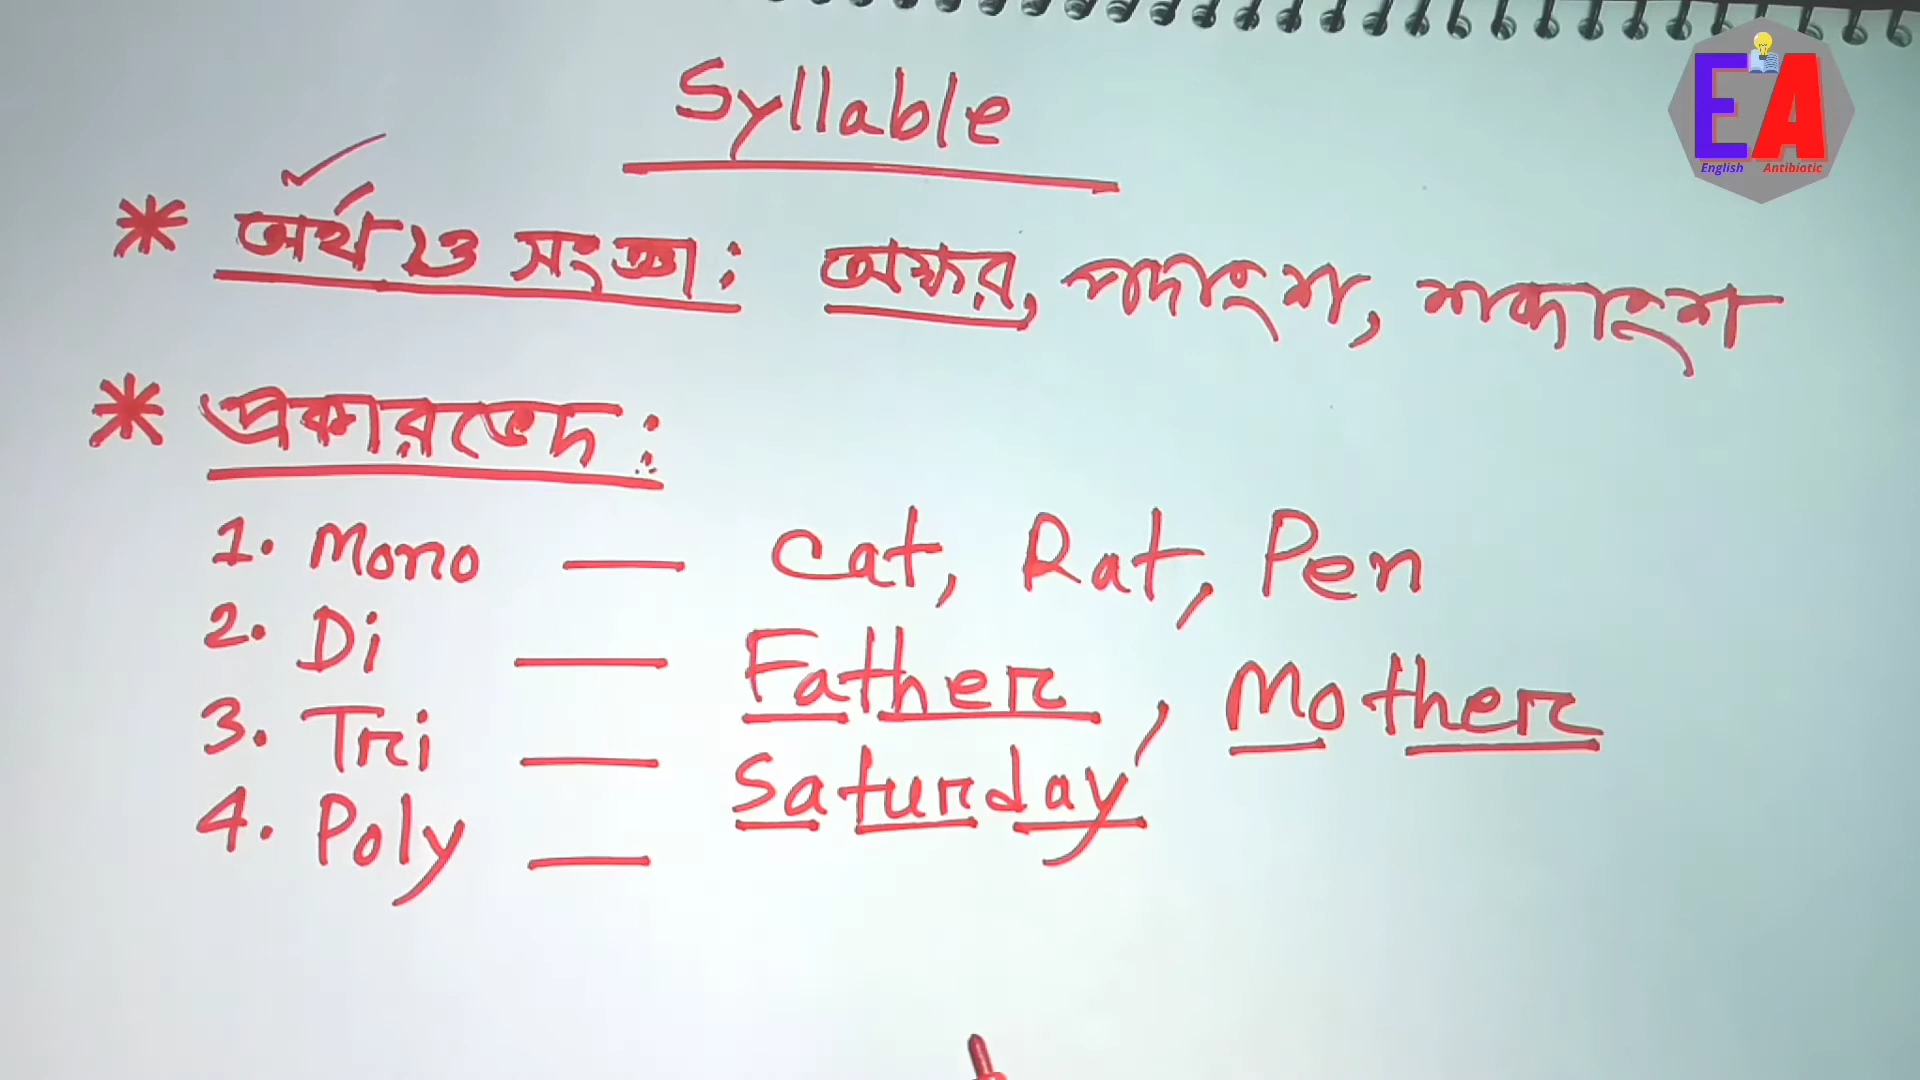 Syllable
EA
English Antibiotic
* অর্থ ও সংজ্ঞা: অক্ষর, পদাংশ, শব্দাংশ
* প্রকারভেদ:
1. Mono — Cat, Rat, Pen
2. Di — Father, Mother
3. Tri — Saturday
4. Poly —